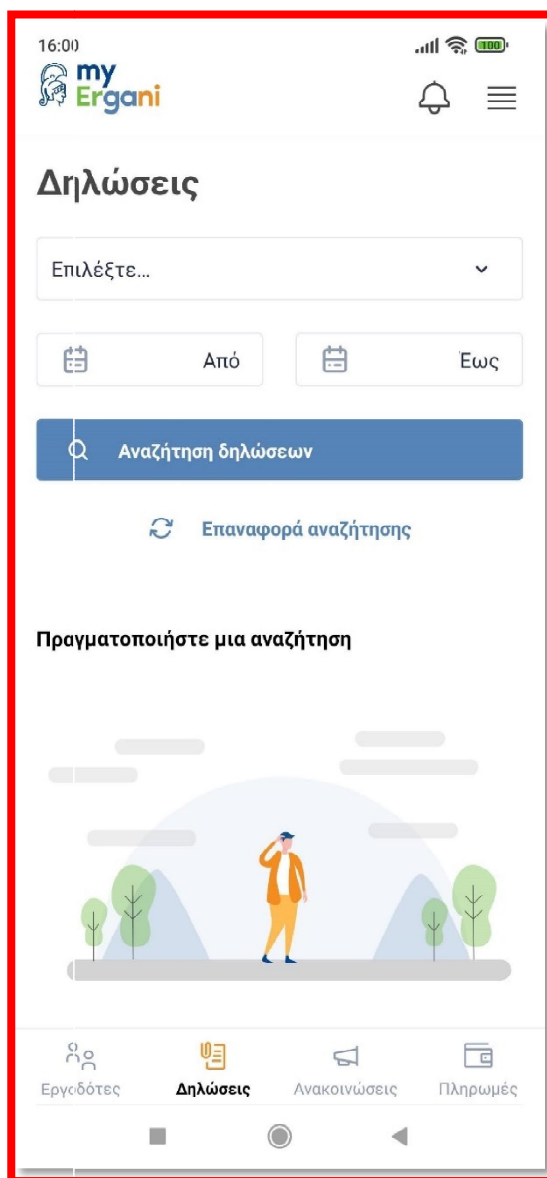 16:00
100
my
Ergani
Δηλώσεις
Επιλέξτε...
Από
Έως
Αναζήτηση δηλώσεων
Επαναφορά αναζήτησης
Πραγματοποιήστε μια αναζήτηση
Εργοδότες
Δηλώσεις
Ανακοινώσεις
Πληρωμές